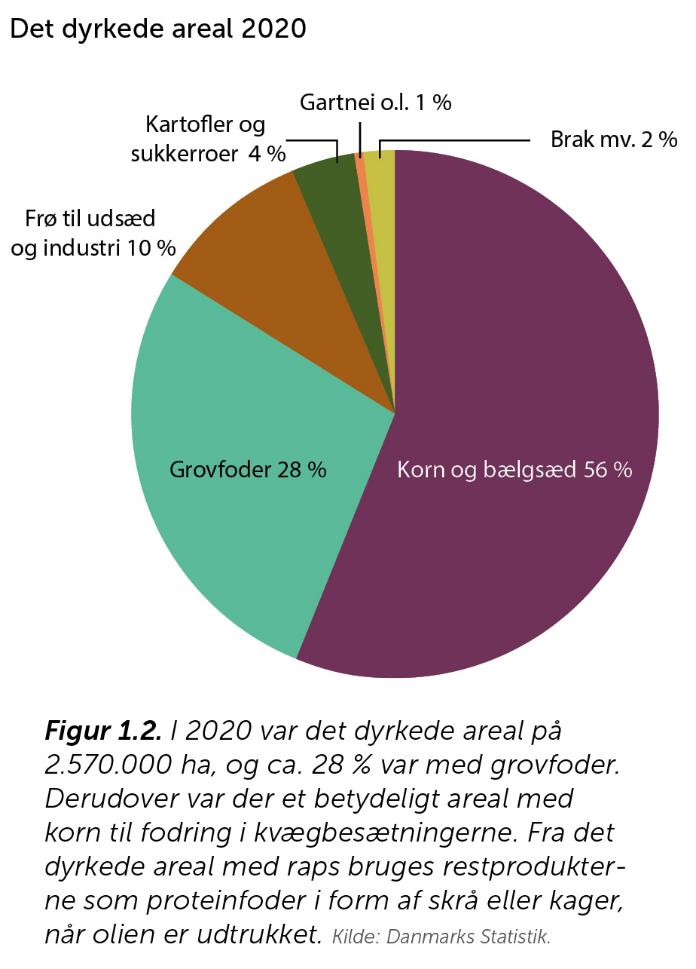 Det dyrkede areal 2020
Gartnei o.l. 1 %
Kartofler og
sukkerroer 4 %
Brak mv. 2 %
Frø til udsæd
og industri 10 %
Grovfoder 28 %
Korn og bælgsæd 56 %
Figur 1.2. I 2020 var det dyrkede areal på
2.570.000 ha, og ca. 28 % var med grovfoder.
Derudover var der et betydeligt areal med
korn til fodring i kvægbesætningerne. Fra det
dyrkede areal med raps bruges restprodukter-
ne som proteinfoder i form af skrå eller kager,
når olien er udtrukket. Kilde: Danmarks Statistik.